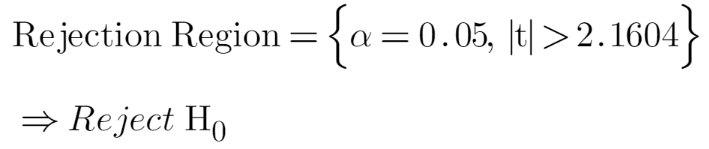 Rejection Region = {α = 0.05, |t| > 2.1604}
⇒ Reject H₀